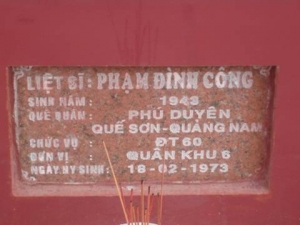 LIỆT SĨ: PHẠM ĐÌNH CÔNG
SINH NĂM: 1943
QUÊ QUÁN: PHÚ DUYÊN
QUẾ SƠN-QUẢNG NAM
CHỨC VỤ: ĐT 60
ĐƠN VỊ: QUÂN KHU 5
NGÀY HY SINH: 18-02-1973